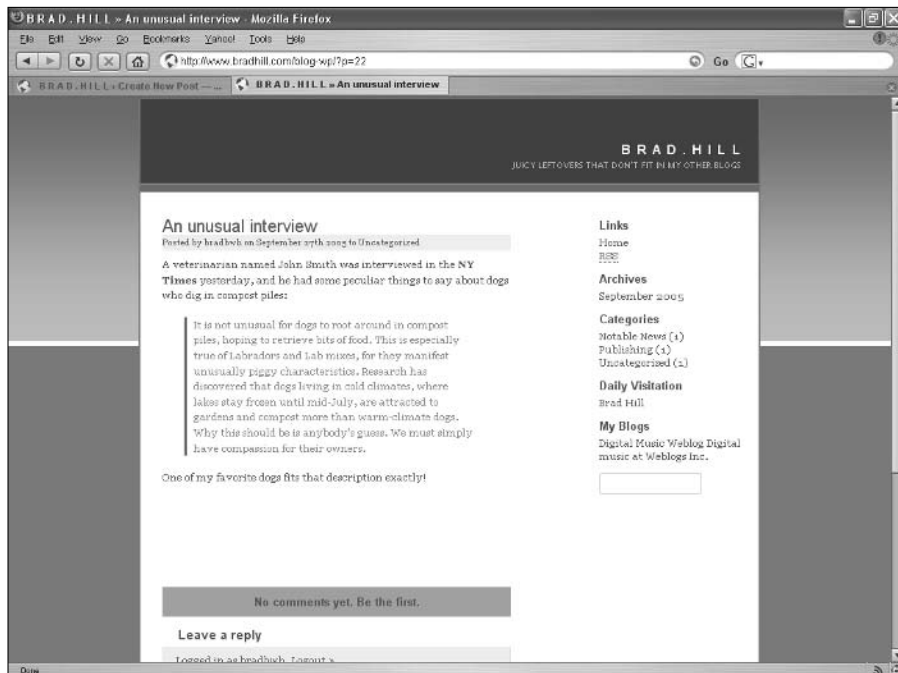 BRAD.HILL » An unusual interview - Mozilla Firefox
File Edit View Go Bookmarks Yahoo! Tools Help
http://www.bradhill.com/blog-wp/?p=22 Go G
BRAD.HILL › Create New Post — ... BRAD.HILL » An unusual interview
BRAD.HILL
JUICY LEFTOVERS THAT DON'T FIT IN MY OTHER BLOGS
An unusual interview
Posted by bradhwh on September 27th 2005 to Uncategorized
A veterinarian named John Smith was interviewed in the NY
Times yesterday, and he had some peculiar things to say about dogs
who dig in compost piles:
It is not unusual for dogs to root around in compost
piles, hoping to retrieve bits of food. This is especially
true of Labradors and Lab mixes, for they manifest
unusually piggy characteristics. Research has
discovered that dogs living in cold climates, where
lakes stay frozen until mid-July, are attracted to
gardens and compost more than warm-climate dogs.
Why this should be is anybody's guess. We must simply
have compassion for their owners.
One of my favorite dogs fits that description exactly!
No comments yet. Be the first.
Leave a reply
Logged in as bradhwh. Logout »
Links
Home
RSS
Archives
September 2005
Categories
Notable News (1)
Publishing (1)
Uncategorized (1)
Daily Visitation
Brad Hill
My Blogs
Digital Music Weblog Digital
music at Weblogs Inc.
Done